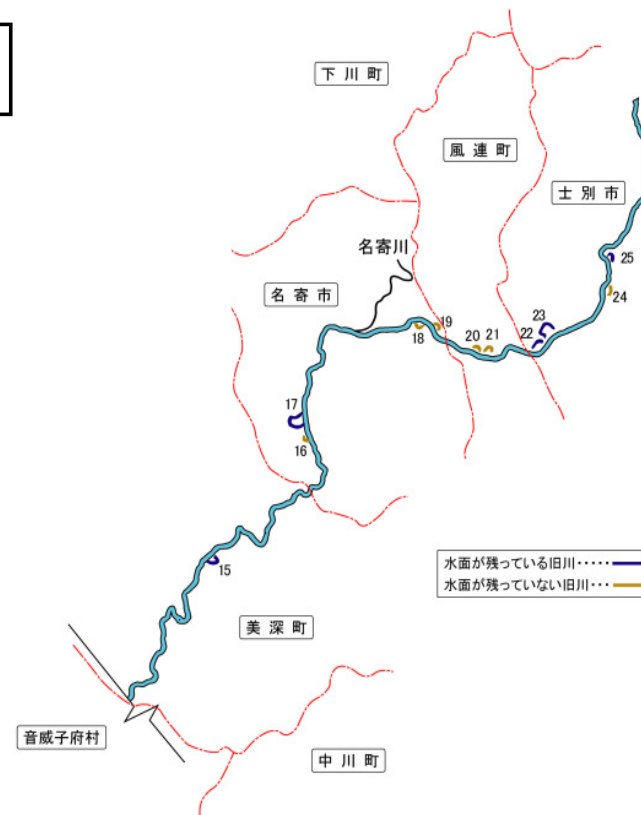 下川町
風連町
士別市
名寄川
25
名寄市
24
23
19
18
20
21
22
17
16
水面が残っている旧川······
水面が残っていない旧川···
15
美深町
音威子府村
中川町